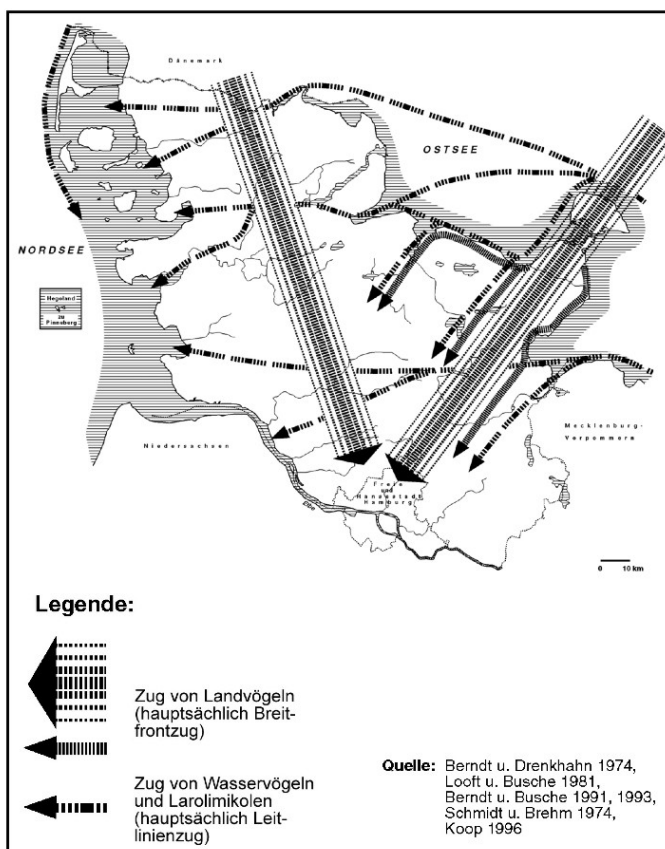 Dänemark
OSTSEE
NORDSEE
Helgoland
zu
Pinneberg
Niedersachsen
Mecklenburg-
Vorpommern
Freie
und
Hansestadt
Hamburg
Elbe
0 10 km
Legende:
Zug von Landvögeln
(hauptsächlich Breit-
frontzug)
Zug von Wasservögeln
und Larolimikolen
(hauptsächlich Leit-
linienzug)
Quelle: Berndt u. Drenkhahn 1974,
Looft u. Busche 1981,
Berndt u. Busche 1991, 1993,
Schmidt u. Brehm 1974,
Koop 1996